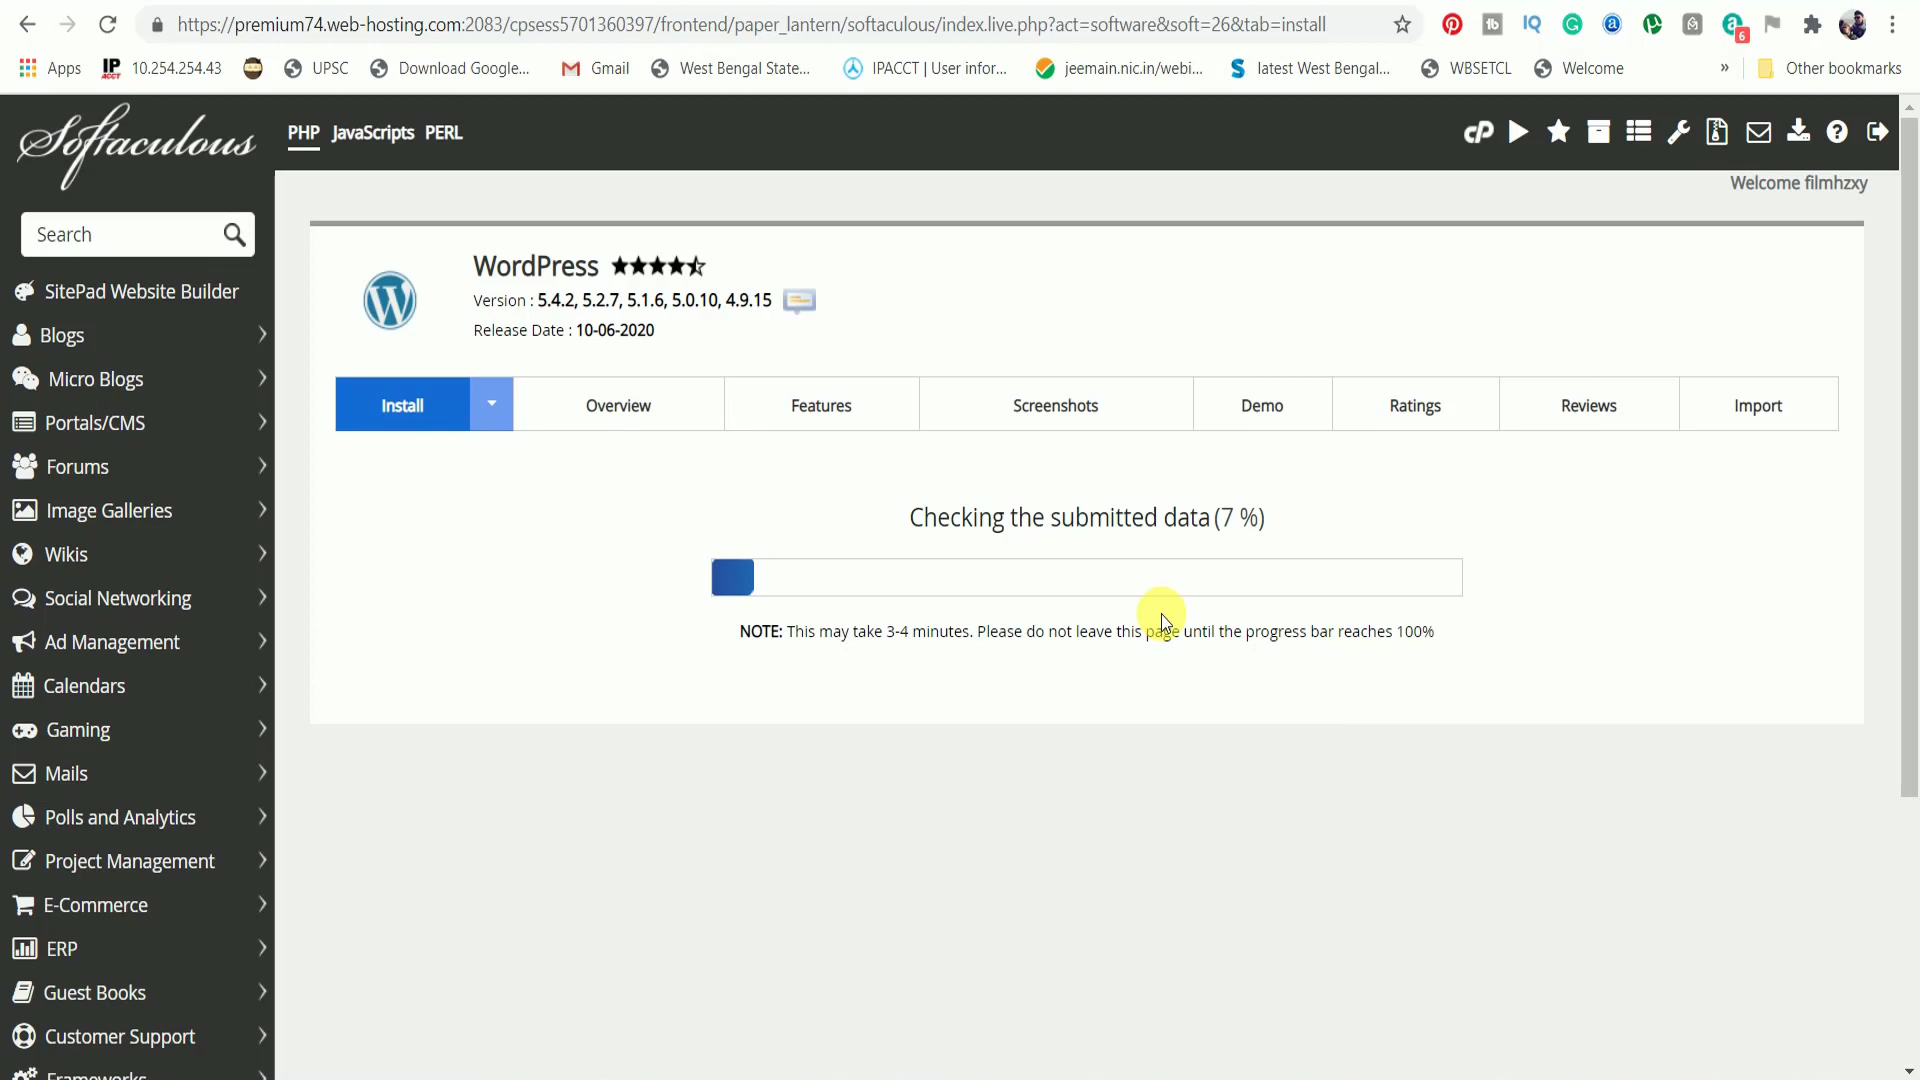 https://premium74.web-hosting.com:2083/cpsess5701360397/frontend/paper_lantern/softaculous/index.live.php?act=software&soft=26&tab=install
6
Apps
IP ACCT
10.254.254.43
UPSC
Download Google...
Gmail
West Bengal State...
IPACCT | User infor...
jeemain.nic.in/webi...
latest West Bengal...
WBSETCL
Welcome
»
Other bookmarks
Softaculous
PHP JavaScripts PERL
Welcome filmhzxy
Search
SitePad Website Builder
Blogs
Micro Blogs
Portals/CMS
Forums
Image Galleries
Wikis
Social Networking
Ad Management
Calendars
Gaming
Mails
Polls and Analytics
Project Management
E-Commerce
ERP
Guest Books
Customer Support
Frameworks
WordPress
Version : 5.4.2, 5.2.7, 5.1.6, 5.0.10, 4.9.15
Release Date : 10-06-2020
Install Overview Features Screenshots Demo Ratings Reviews Import
Checking the submitted data (7 %)
NOTE: This may take 3-4 minutes. Please do not leave this page until the progress bar reaches 100%